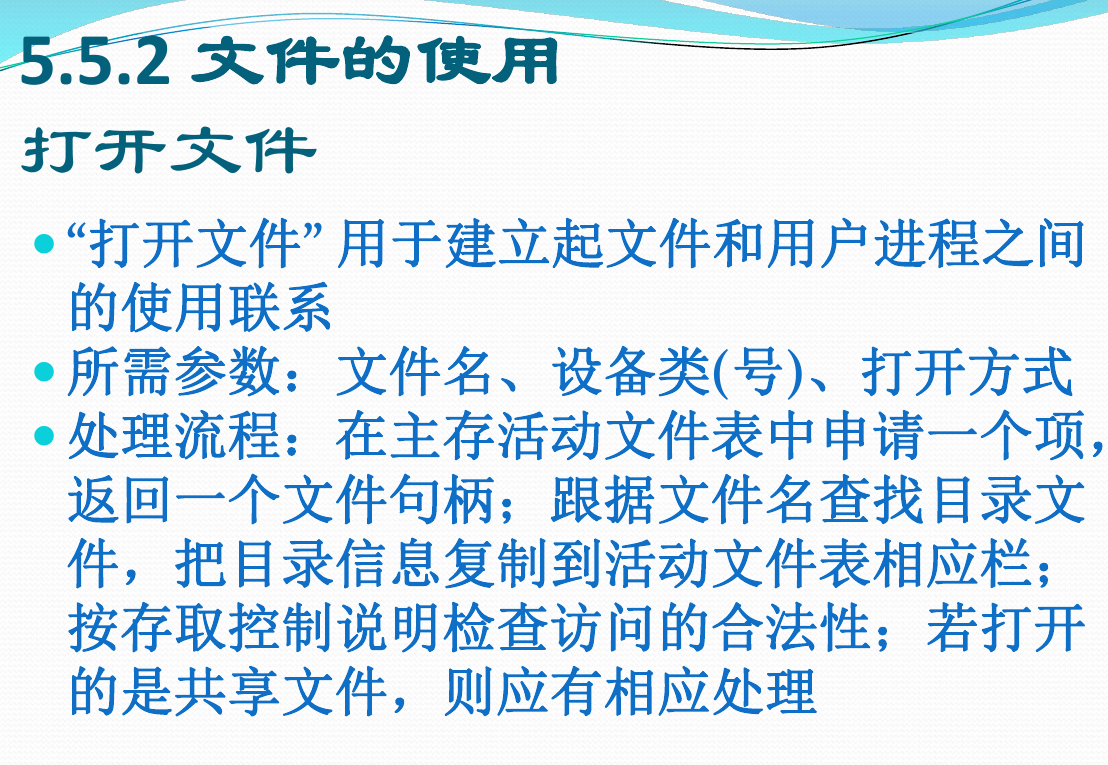 5.5.2 文件的使用
打开文件
•“打开文件” 用于建立起文件和用户进程之间
的使用联系
•所需参数：文件名、设备类(号)、打开方式
•处理流程：在主存活动文件表中申请一个项，
返回一个文件句柄；跟据文件名查找目录文
件，把目录信息复制到活动文件表相应栏；
按存取控制说明检查访问的合法性；若打开
的是共享文件，则应有相应处理